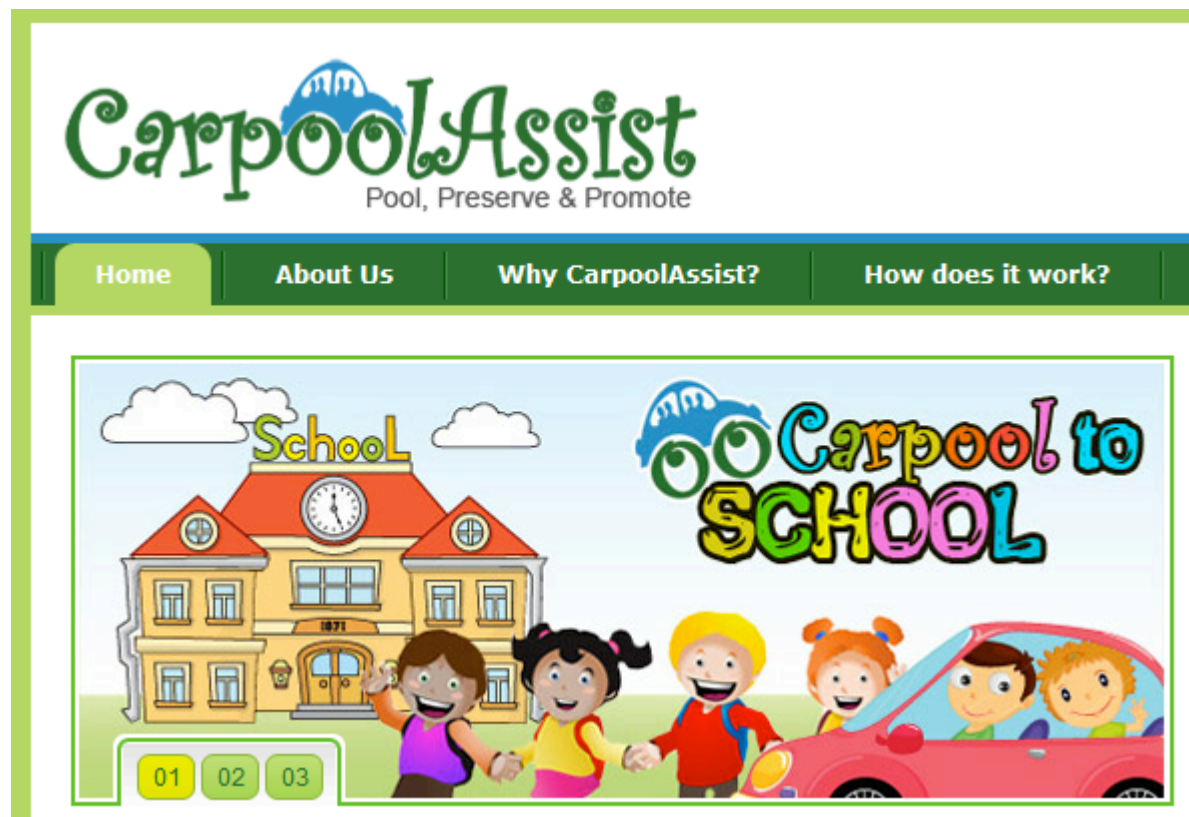 CarpoolAssist
Pool, Preserve & Promote
Home About Us Why CarpoolAssist? How does it work?
SchooL
Carpool to
SCHOOL
1871
01 02 03